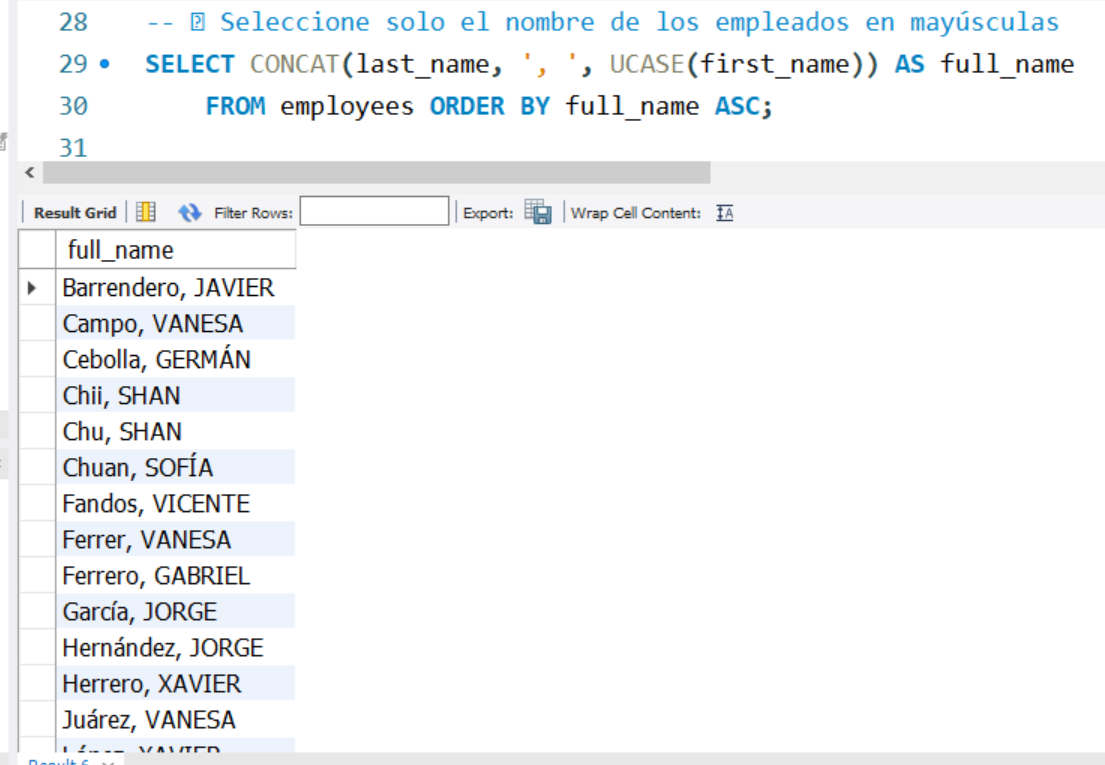 28 -- Seleccione solo el nombre de los empleados en mayúsculas
29 SELECT CONCAT(last_name, ', ', UCASE(first_name)) AS full_name
30 FROM employees ORDER BY full_name ASC;
31
Result Grid Filter Rows: Export: Wrap Cell Content:
full_name
Barrendero, JAVIER
Campo, VANESA
Cebolla, GERMÁN
Chii, SHAN
Chu, SHAN
Chuan, SOFÍA
Fandos, VICENTE
Ferrer, VANESA
Ferrero, GABRIEL
García, JORGE
Hernández, JORGE
Herrero, XAVIER
Juárez, VANESA